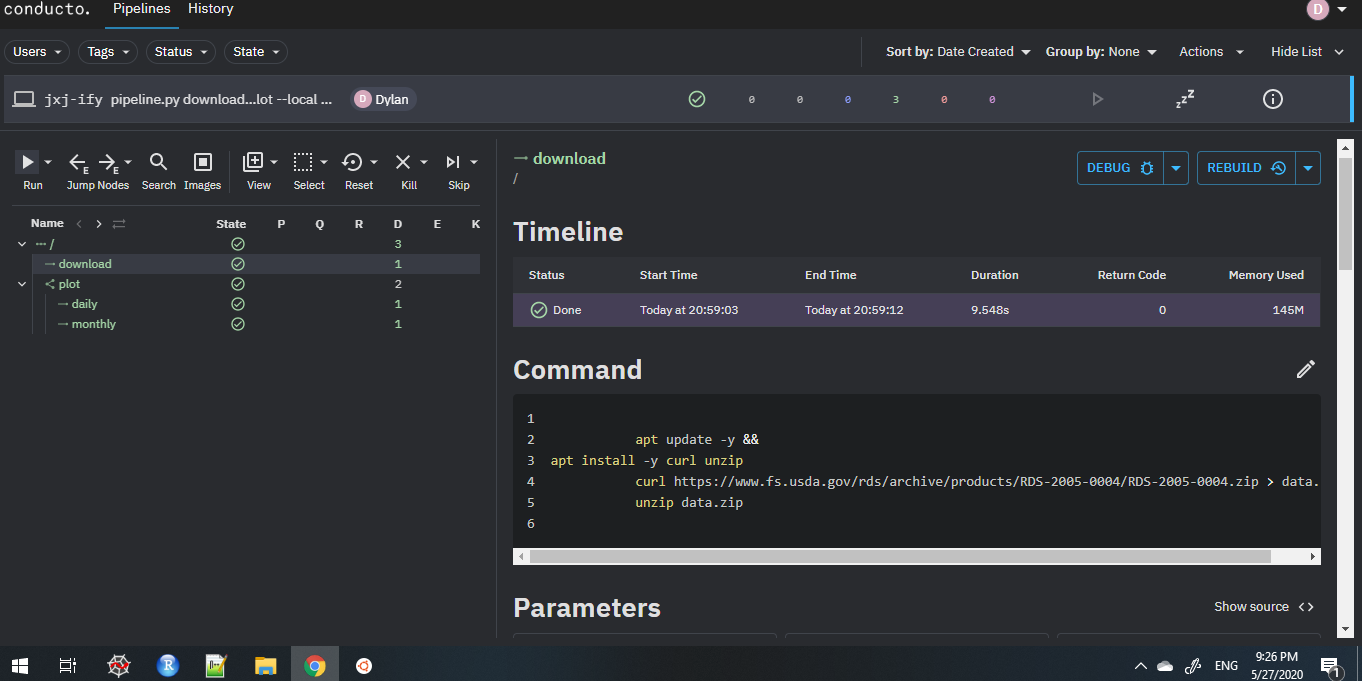 conducto. Pipelines History D
Users Tags Status State Sort by: Date Created Group by: None Actions Hide List
jxj-ify pipeline.py download...lot --local ... D Dylan 0 0 0 3 0 0 zzZ
Run Jump Nodes Search Images View Select Reset Kill Skip
E E
Name State P Q R D E K
/ 3
download 1
plot 2
daily 1
monthly 1
download
/
DEBUG REBUILD
Timeline
Status Start Time End Time Duration Return Code Memory Used
Done Today at 20:59:03 Today at 20:59:12 9.548s 0 145M
Command
1
2 apt update -y &&
3 apt install -y curl unzip
4 curl https://www.fs.usda.gov/rds/archive/products/RDS-2005-0004/RDS-2005-0004.zip > data.
5 unzip data.zip
6
Parameters Show source <>
R ENG 9:26 PM
5/27/2020 1